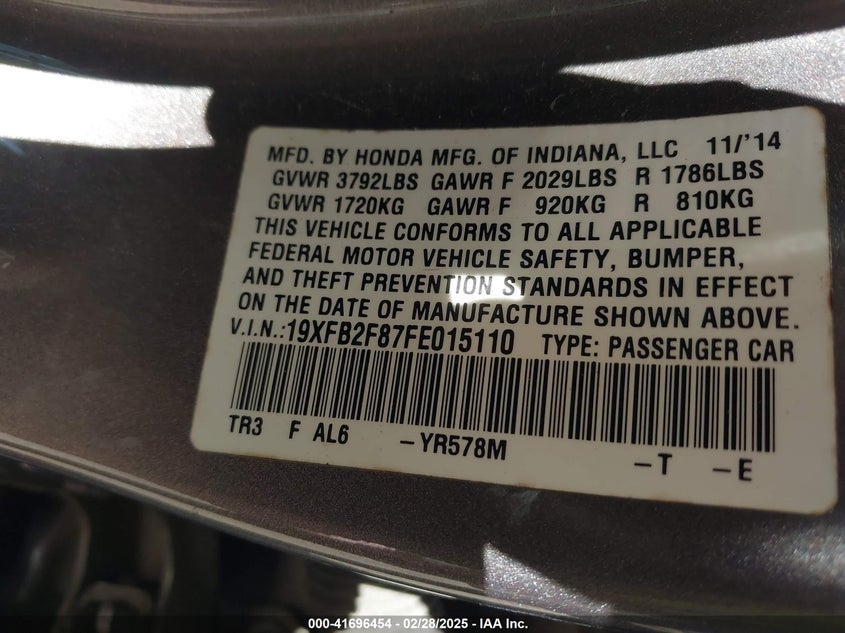 MFD. BY HONDA MFG. OF INDIANA, LLC 11/'14
GVWR 3792LBS GAWR F 2029LBS R 1786LBS
GVWR 1720KG GAWR F 920KG R 810KG
THIS VEHICLE CONFORMS TO ALL APPLICABLE
FEDERAL MOTOR VEHICLE SAFETY, BUMPER,
AND THEFT PREVENTION STANDARDS IN EFFECT
ON THE DATE OF MANUFACTURE SHOWN ABOVE.
V.I.N.:19XFB2F87FE015110 TYPE: PASSENGER CAR
TR3 F AL6 –YR578M –T –E
000-41696454 / 02/28/2025 - IAA Inc.